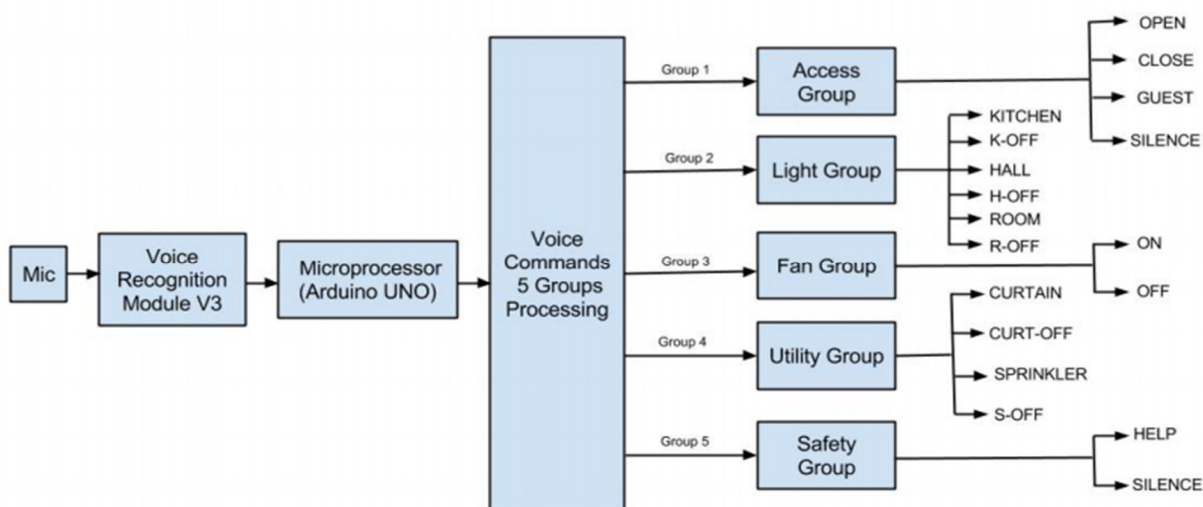 Mic
Voice
Recognition
Module V3
Microprocessor
(Arduino UNO)
Voice
Commands
5 Groups
Processing
Group 1
Access
Group
OPEN
CLOSE
GUEST
SILENCE
Group 2
Light Group
KITCHEN
K-OFF
HALL
H-OFF
ROOM
R-OFF
Group 3
Fan Group
ON
OFF
Group 4
Utility Group
CURTAIN
CURT-OFF
SPRINKLER
S-OFF
Group 5
Safety
Group
HELP
SILENCE